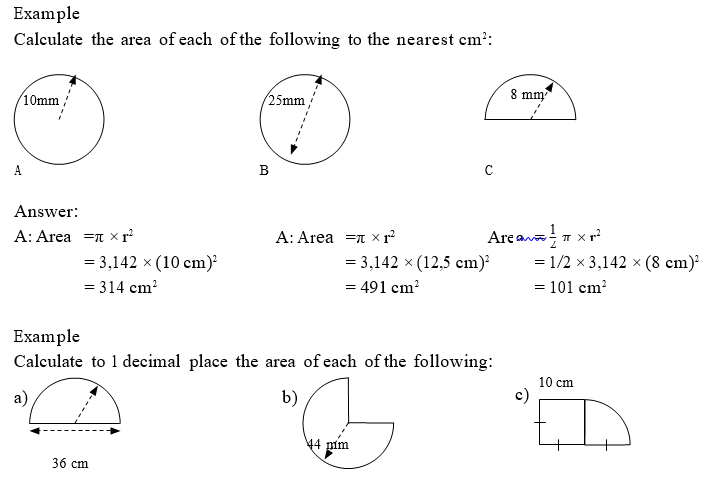 Example
Calculate the area of each of the following to the nearest cm²:
10mm 25mm 8 mm
A B C
Answer:
A: Area =π × r² A: Area =π × r² Area = 1/2 π × r²
= 3,142 × (10 cm)² = 3,142 × (12,5 cm)² = 1/2 × 3,142 × (8 cm)²
= 314 cm² = 491 cm² = 101 cm²
Example
Calculate to 1 decimal place the area of each of the following:
a) b) c) 10 cm
44 mm
36 cm